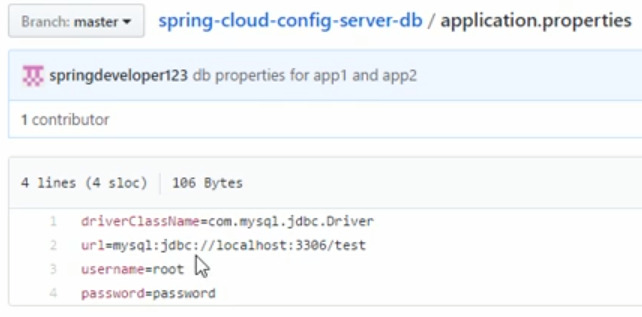 Branch: master spring-cloud-config-server-db / application.properties
springdeveloper123 db properties for app1 and app2
1 contributor
4 lines (4 sloc) 106 Bytes
1 driverClassName=com.mysql.jdbc.Driver
2 url=mysql:jdbc://localhost:3306/test
3 username=root
4 password=password